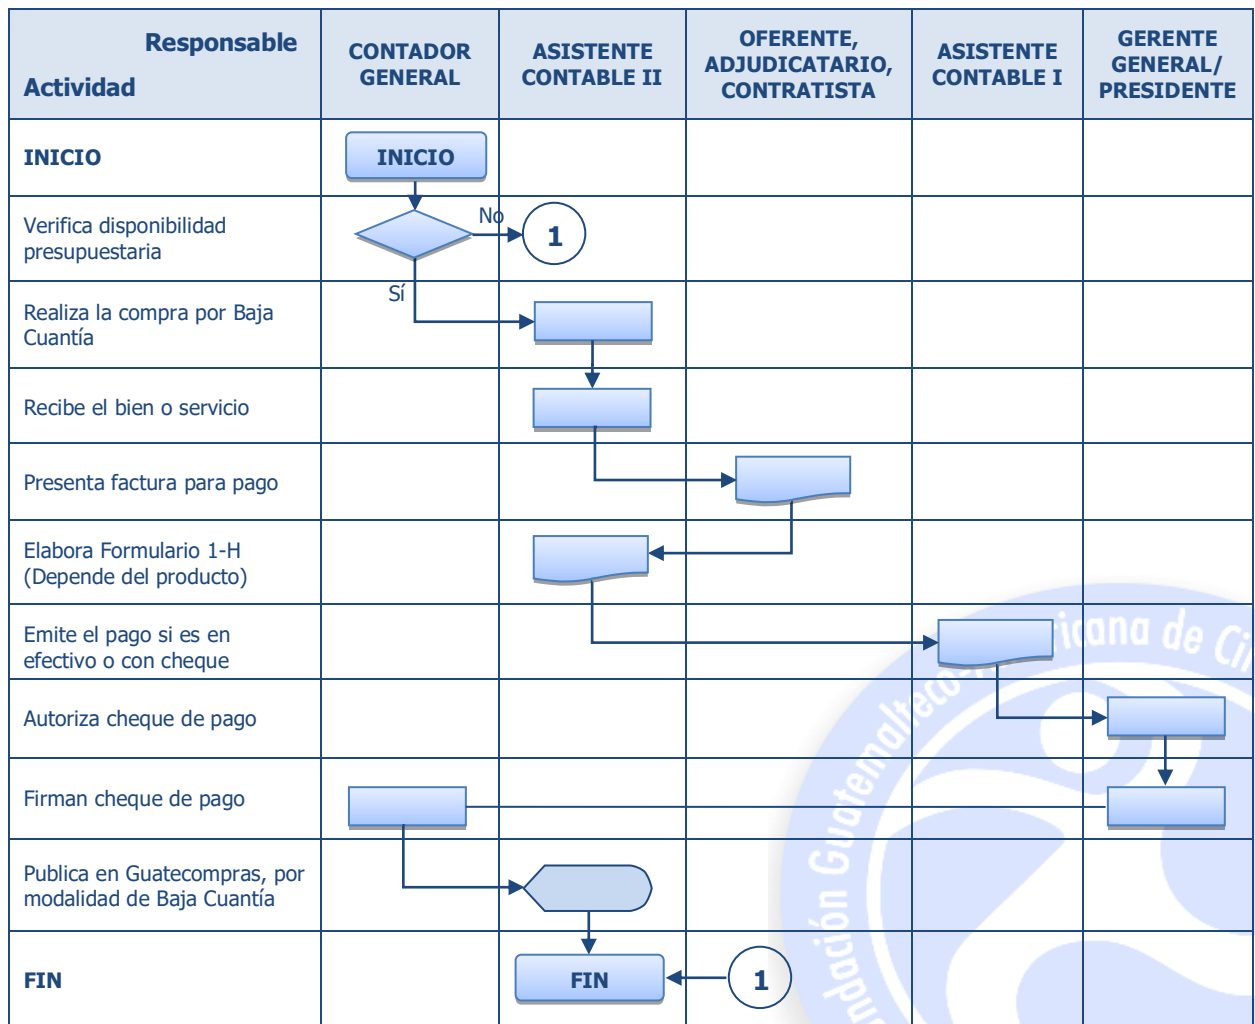 Responsable
Actividad
CONTADOR
GENERAL
ASISTENTE
CONTABLE II
OFERENTE,
ADJUDICATARIO,
CONTRATISTA
ASISTENTE
CONTABLE I
GERENTE
GENERAL/
PRESIDENTE
INICIO
INICIO
Verifica disponibilidad
presupuestaria
No
1
Sí
Realiza la compra por Baja
Cuantía
Recibe el bien o servicio
Presenta factura para pago
Elabora Formulario 1-H
(Depende del producto)
Emite el pago si es en
efectivo o con cheque
Autoriza cheque de pago
Firman cheque de pago
Publica en Guatecompras, por
modalidad de Baja Cuantía
FIN
FIN
1